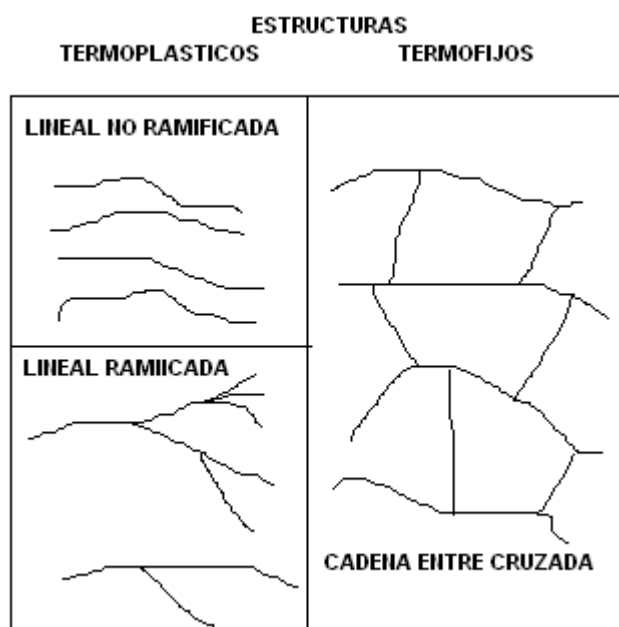 ESTRUCTURAS
TERMOPLASTICOS TERMOFIJOS
LINEAL NO RAMIFICADA
LINEAL RAMIICADA
CADENA ENTRE CRUZADA